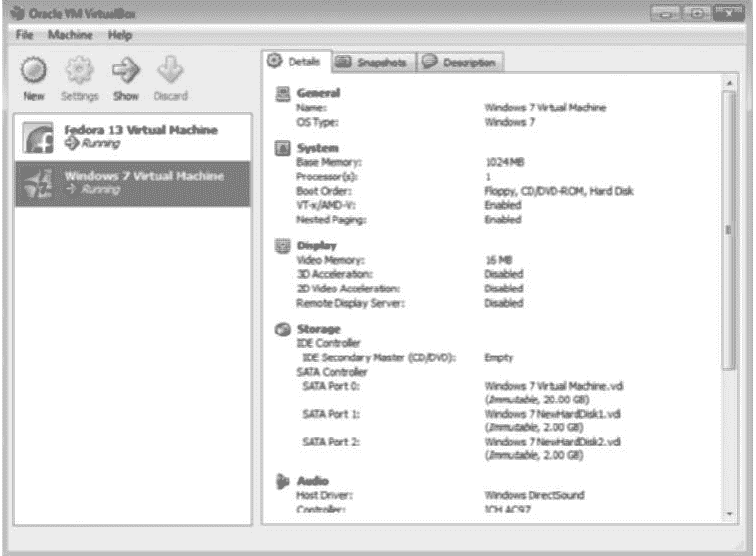 Oracle VM VirtualBox
File Machine Help
New Settings Show Discard
Fedora 13 Virtual Machine
Running
Windows 7 Virtual Machine
Running
Details Snapshots Description
General
Name: Windows 7 Virtual Machine
OS Type: Windows 7
System
Base Memory: 1024 MB
Processor(s): 1
Boot Order: Floppy, CD/DVD-ROM, Hard Disk
VT-x/AMD-V: Enabled
Nested Paging: Enabled
Display
Video Memory: 16 MB
3D Acceleration: Disabled
2D Video Acceleration: Disabled
Remote Display Server: Disabled
Storage
IDE Controller
IDE Secondary Master (CD/DVD): Empty
SATA Controller
SATA Port 0: Windows 7 Virtual Machine.vdi
(Immutable, 20.00 GB)
SATA Port 1: Windows 7 NewHardDisk1.vdi
(Immutable, 2.00 GB)
SATA Port 2: Windows 7 NewHardDisk2.vdi
(Immutable, 2.00 GB)
Audio
Host Driver: Windows DirectSound
Controller: ICH AC97